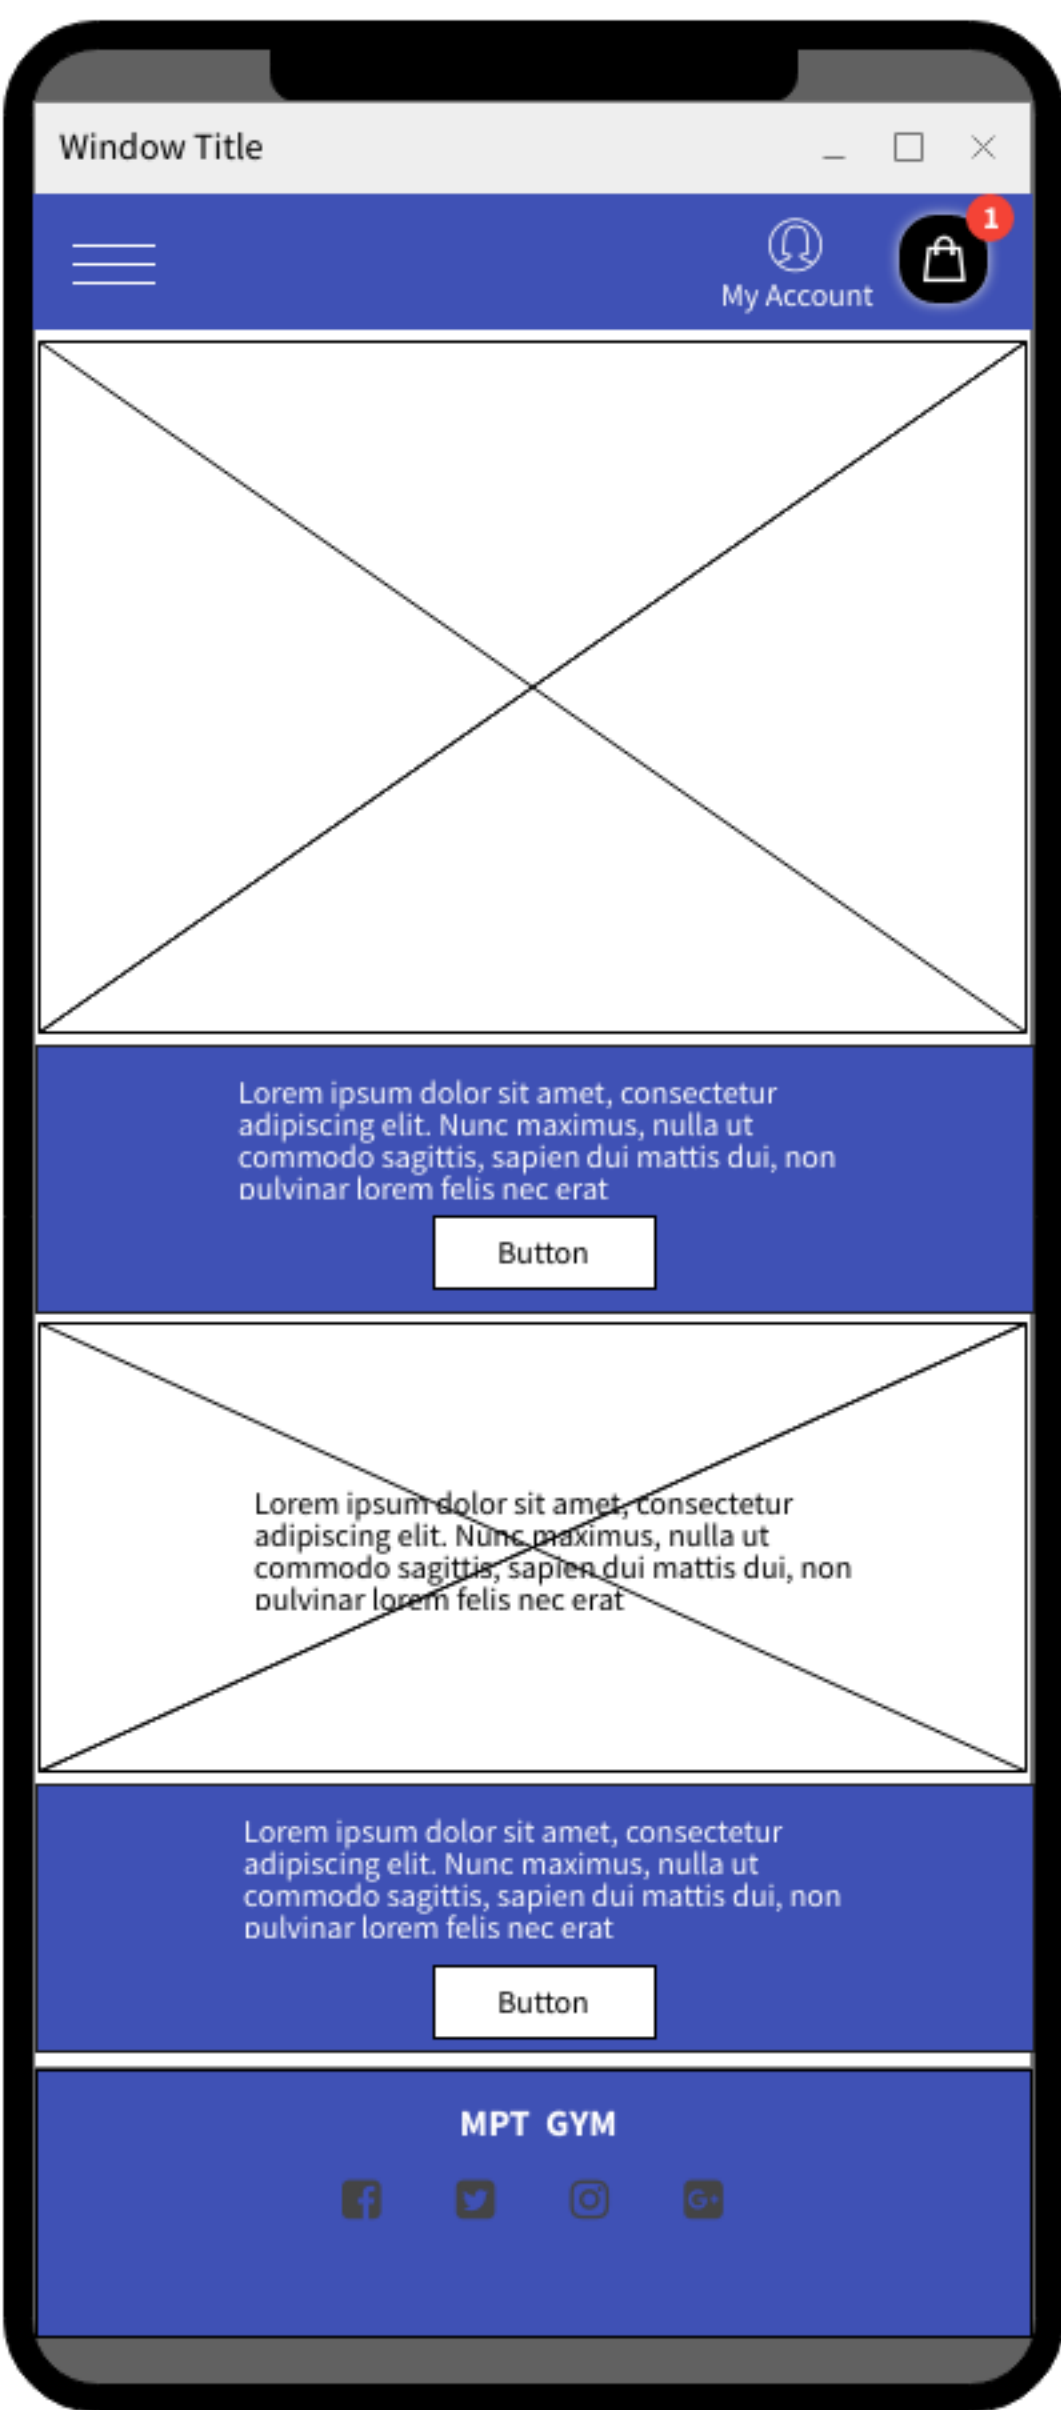 Window Title
1
My Account
Lorem ipsum dolor sit amet, consectetur
adipiscing elit. Nunc maximus, nulla ut
commodo sagittis, sapien dui mattis dui, non
pulvinar lorem felis nec erat
Button
Lorem ipsum dolor sit amet, consectetur
adipiscing elit. Nunc maximus, nulla ut
commodo sagittis, sapien dui mattis dui, non
pulvinar lorem felis nec erat
Lorem ipsum dolor sit amet, consectetur
adipiscing elit. Nunc maximus, nulla ut
commodo sagittis, sapien dui mattis dui, non
pulvinar lorem felis nec erat
Button
MPT GYM